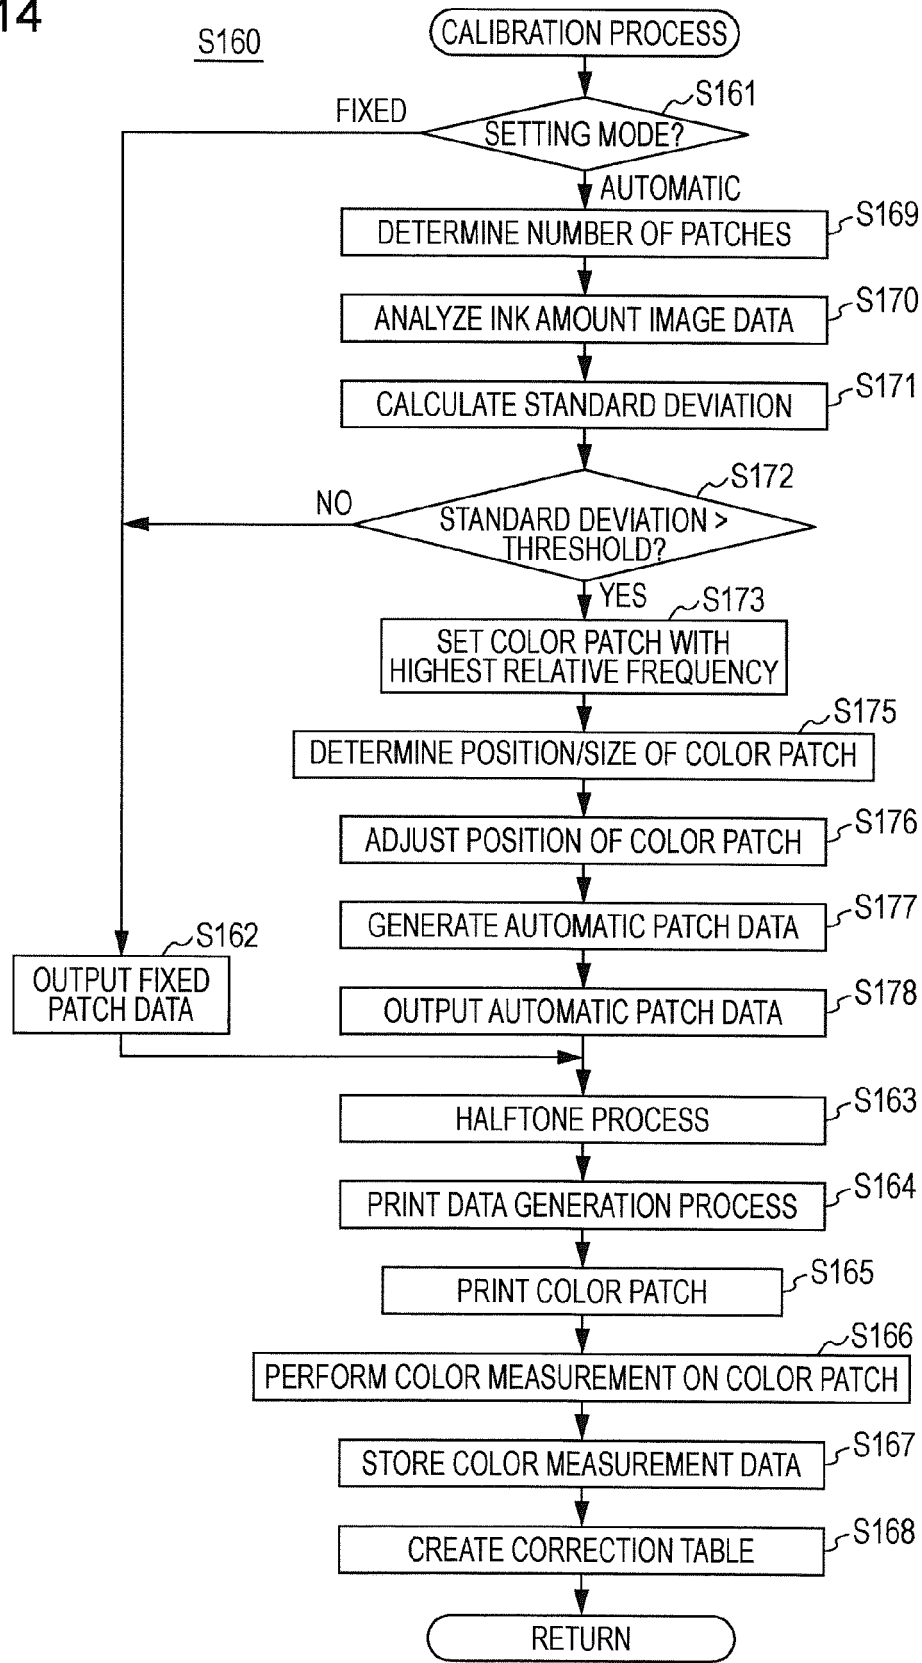 14
S160
CALIBRATION PROCESS
S161
SETTING MODE?
FIXED
AUTOMATIC
S169
DETERMINE NUMBER OF PATCHES
S170
ANALYZE INK AMOUNT IMAGE DATA
S171
CALCULATE STANDARD DEVIATION
S172
STANDARD DEVIATION >
THRESHOLD?
NO
YES
S173
SET COLOR PATCH WITH
HIGHEST RELATIVE FREQUENCY
S175
DETERMINE POSITION/SIZE OF COLOR PATCH
S176
ADJUST POSITION OF COLOR PATCH
S177
GENERATE AUTOMATIC PATCH DATA
S162
OUTPUT FIXED
PATCH DATA
S178
OUTPUT AUTOMATIC PATCH DATA
S163
HALFTONE PROCESS
S164
PRINT DATA GENERATION PROCESS
S165
PRINT COLOR PATCH
S166
PERFORM COLOR MEASUREMENT ON COLOR PATCH
S167
STORE COLOR MEASUREMENT DATA
S168
CREATE CORRECTION TABLE
RETURN